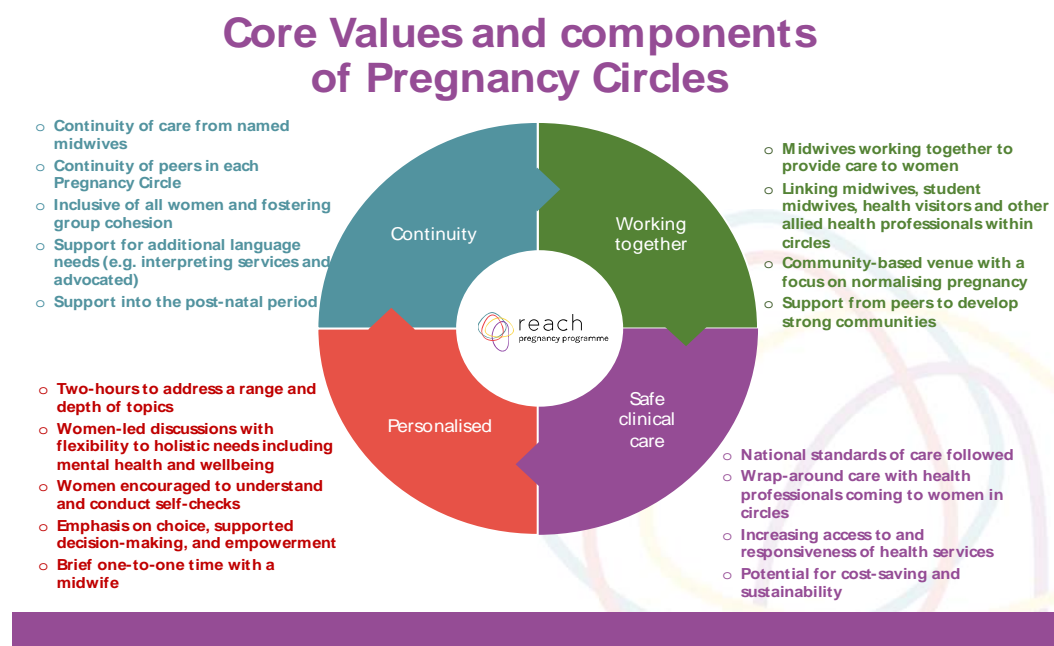 Core Values and components
of Pregnancy Circles
o Continuity of care from named
midwives
o Continuity of peers in each
Pregnancy Circle
o Inclusive of all women and fostering
group cohesion
o Support for additional language
needs (e.g. interpreting services and
advocated)
o Support into the post-natal period
Continuity
Working
together
o Midwives working together to
provide care to women
o Linking midwives, student
midwives, health visitors and other
allied health professionals within
circles
o Community-based venue with a
focus on normalising pregnancy
o Support from peers to develop
strong communities
reach
pregnancy programme
o Two-hours to address a range and
depth of topics
o Women-led discussions with
flexibility to holistic needs including
mental health and wellbeing
o Women encouraged to understand
and conduct self-checks
o Emphasis on choice, supported
decision-making, and empowerment
o Brief one-to-one time with a
midwife
Personalised
Safe
clinical
care
o National standards of care followed
o Wrap-around care with health
professionals coming to women in
circles
o Increasing access to and
responsiveness of health services
o Potential for cost-saving and
sustainability